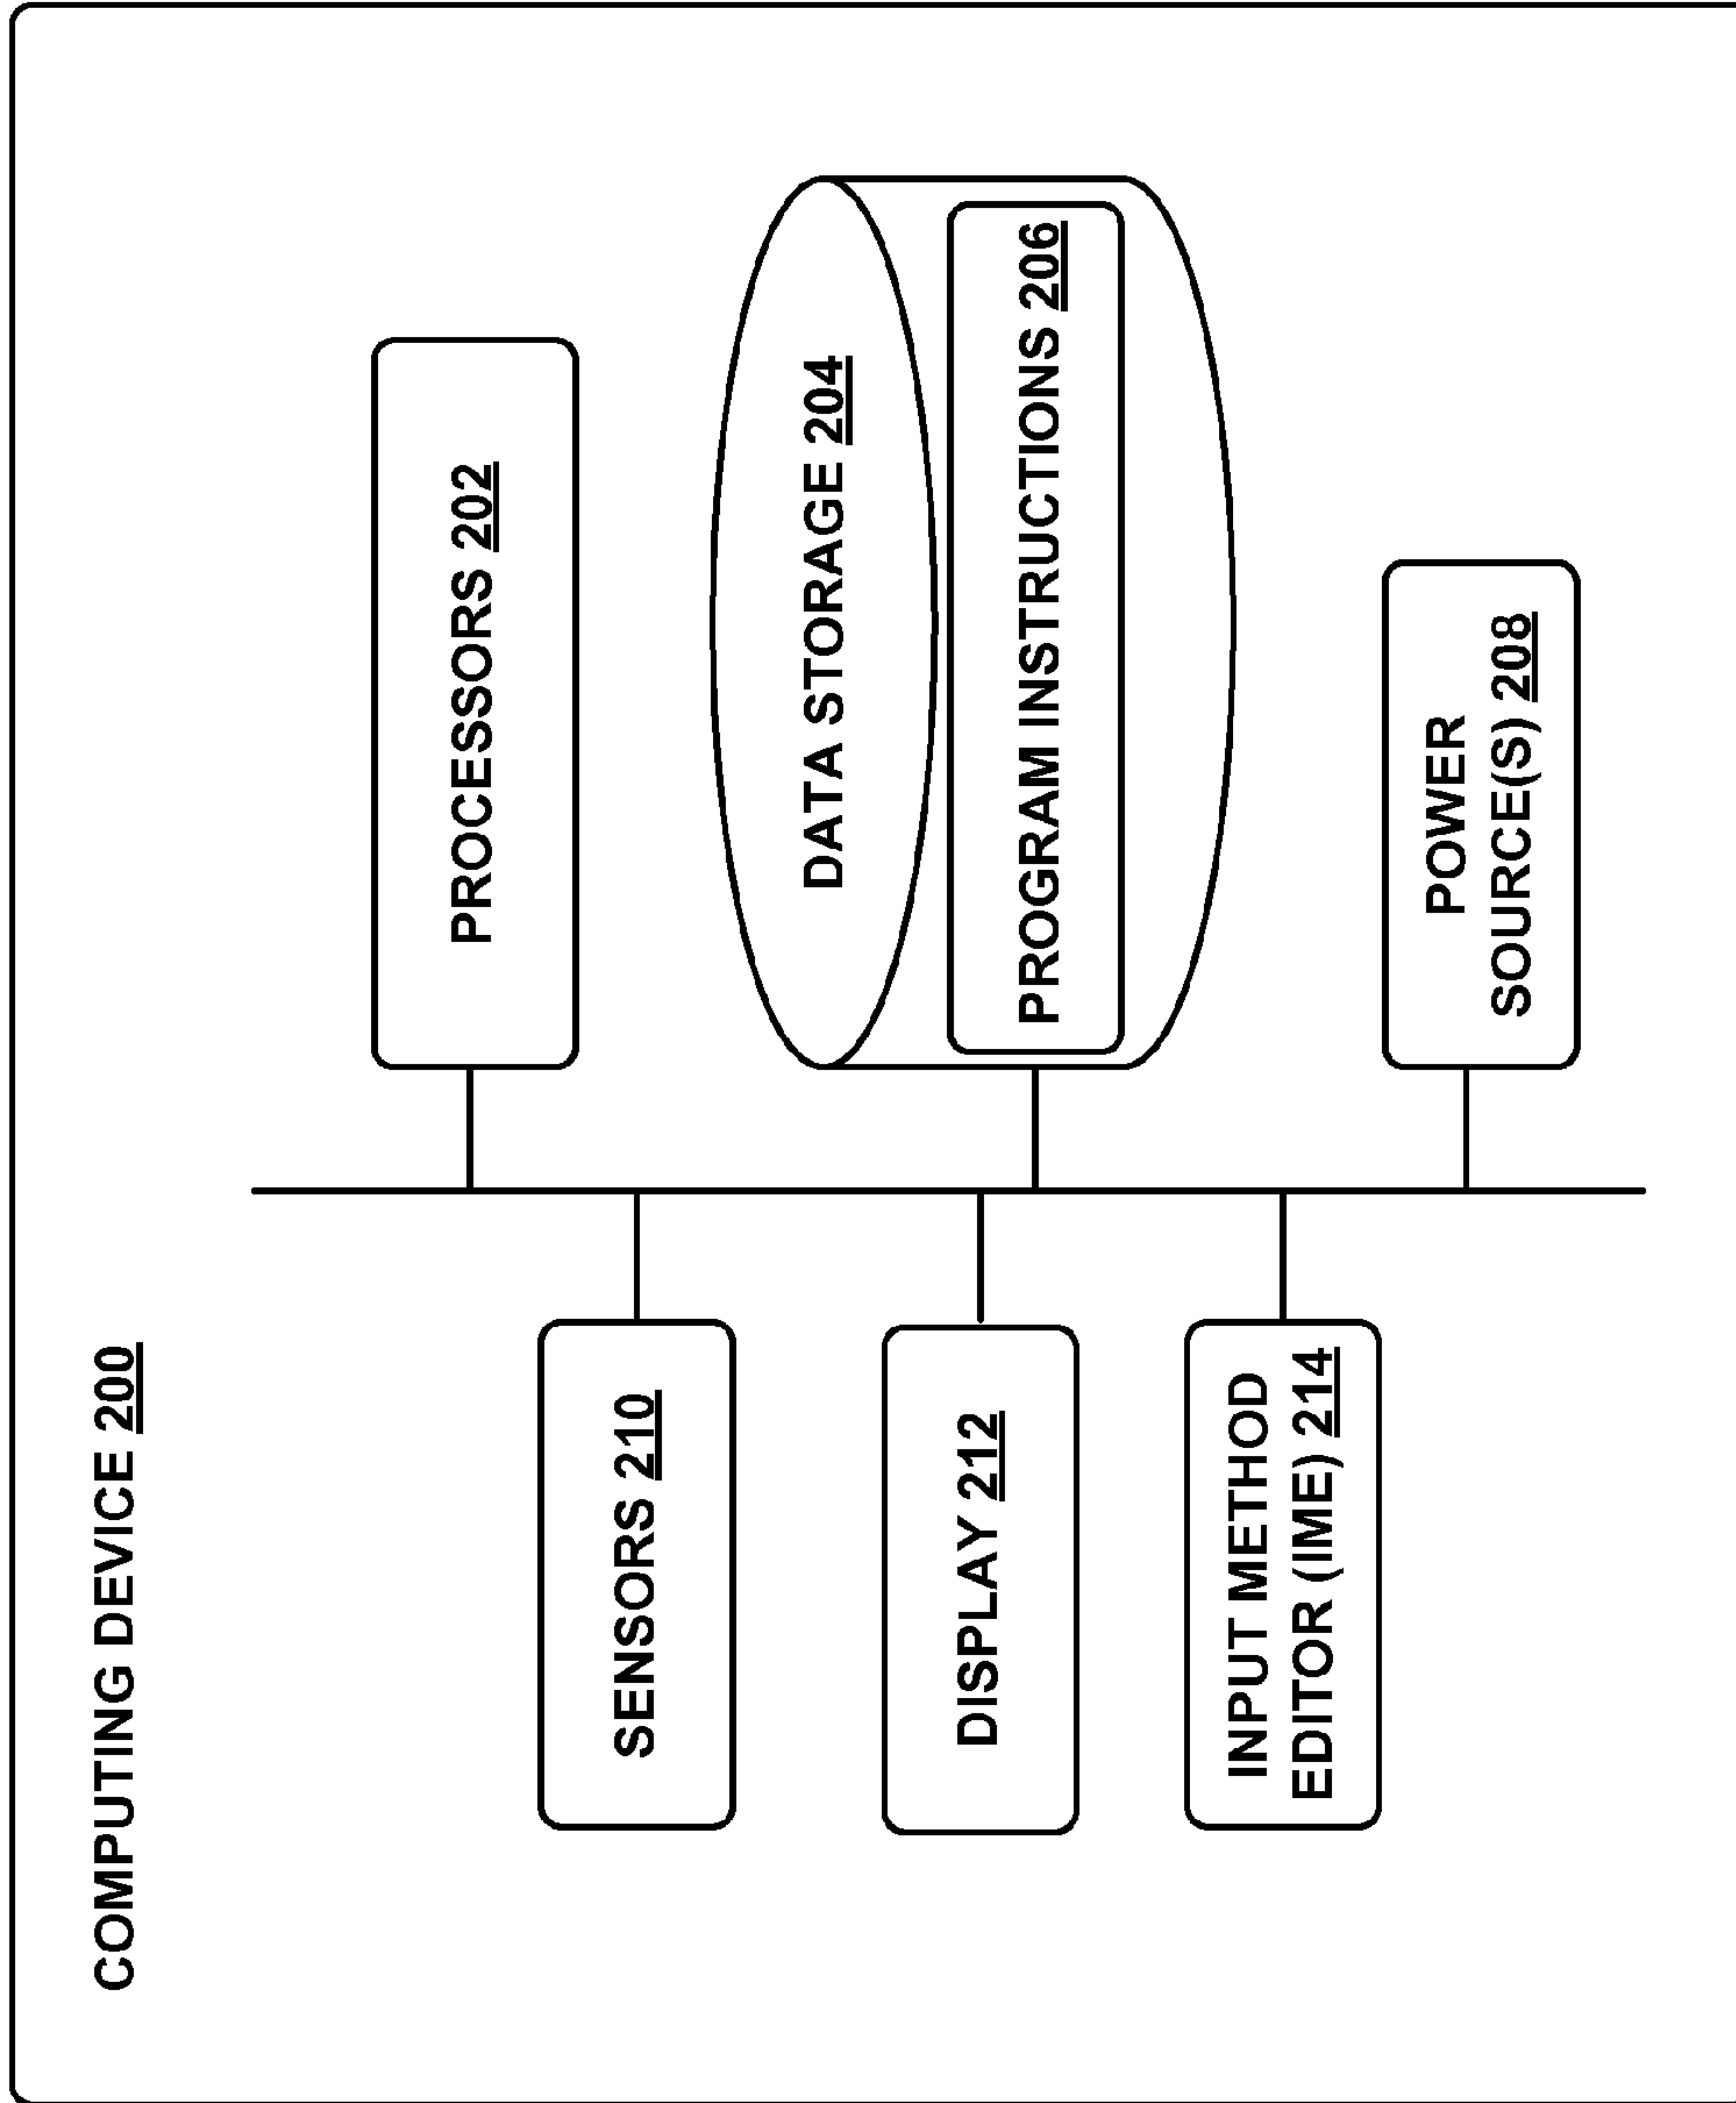 COMPUTING DEVICE 200
SENSORS 210
DISPLAY 212
INPUT METHOD
EDITOR (IME) 214
PROCESSORS 202
DATA STORAGE 204
PROGRAM INSTRUCTIONS 206
POWER
SOURCE(S) 208